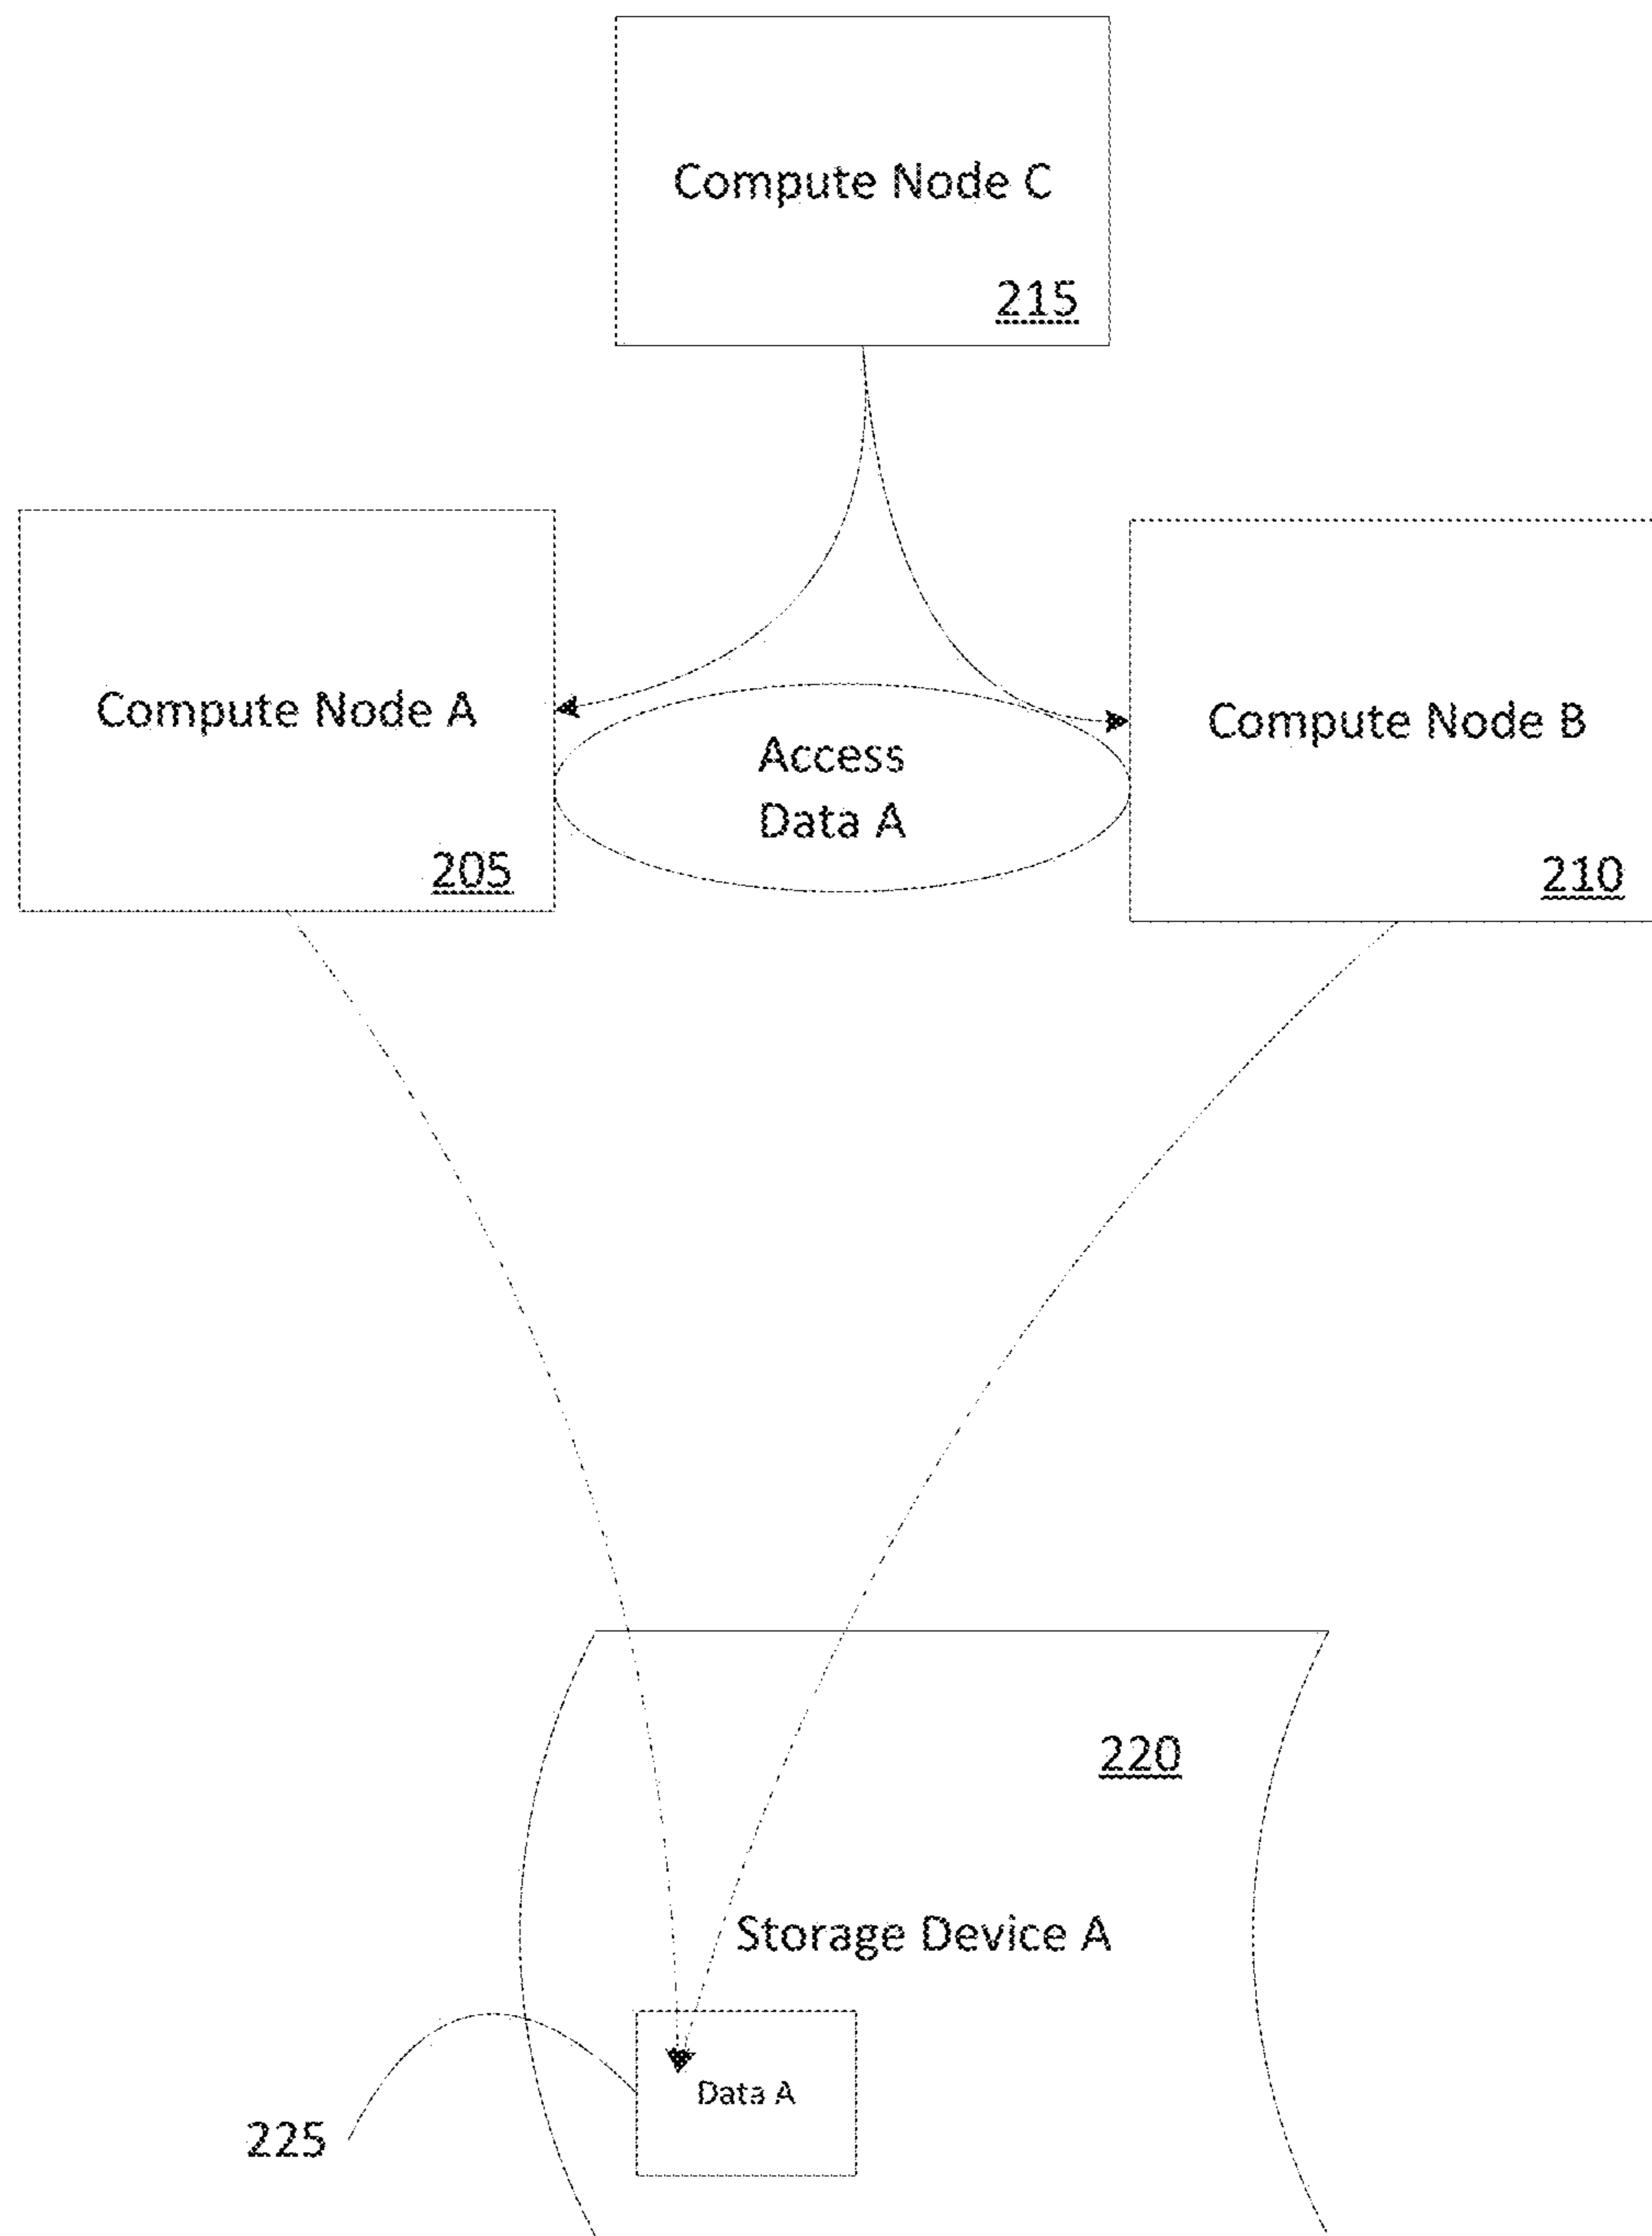 Compute Node C
215
Compute Node A
205
Access
Data A
Compute Node B
210
220
Storage Device A
Data A
225